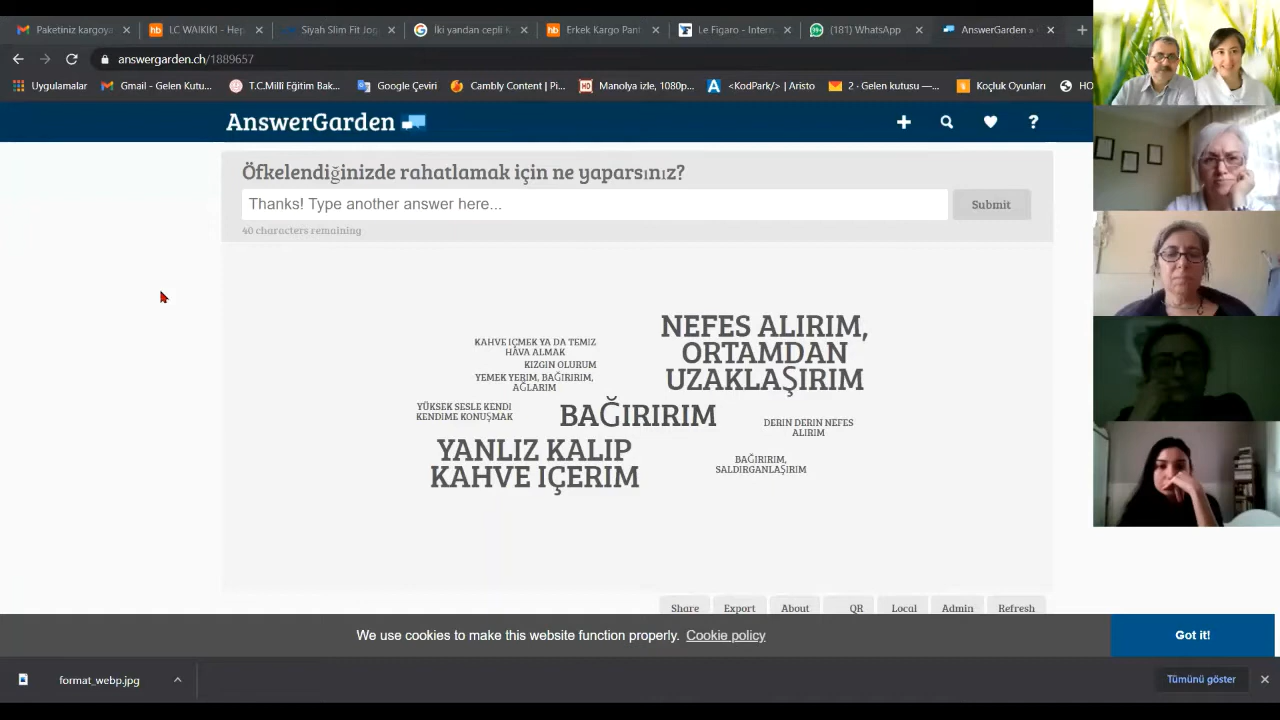 Paketiniz kargoya
LC WAIKIKI - Hep
Siyah Slim Fit Jog
İki yandan cepli K
Erkek Kargo Pant
Le Figaro - Intern
(181) WhatsApp
AnswerGarden »
answergarden.ch/1889657
Uygulamalar
Gmail - Gelen Kutu...
T.C.Millî Eğitim Bak...
Google Çeviri
Cambly Content | Pi...
Manolya izle, 1080p...
<KodPark/> | Aristo
2 · Gelen kutusu —...
Koçluk Oyunları
HO
AnswerGarden
Öfkelendiğinizde rahatlamak için ne yaparsınız?
Thanks! Type another answer here...
Submit
40 characters remaining
NEFES ALIRIM,
ORTAMDAN
UZAKLAŞIRIM
KAHVE IÇMEK YA DA TEMIZ
HAVA ALMAK
KIZGIN OLURUM
YEMEK YERIM, BAĞIRIRIM,
AĞLARIM
YÜKSEK SESLE KENDI
KENDIME KONUŞMAK
BAĞIRIRIM
DERIN DERIN NEFES
ALIRIM
YANLIZ KALIP
KAHVE IÇERIM
BAĞIRIRIM,
SALDIRGANLAŞIRIM
Share
Export
About
QR
Local
Admin
Refresh
We use cookies to make this website function properly. Cookie policy
Got it!
format_webp.jpg
Tümünü göster